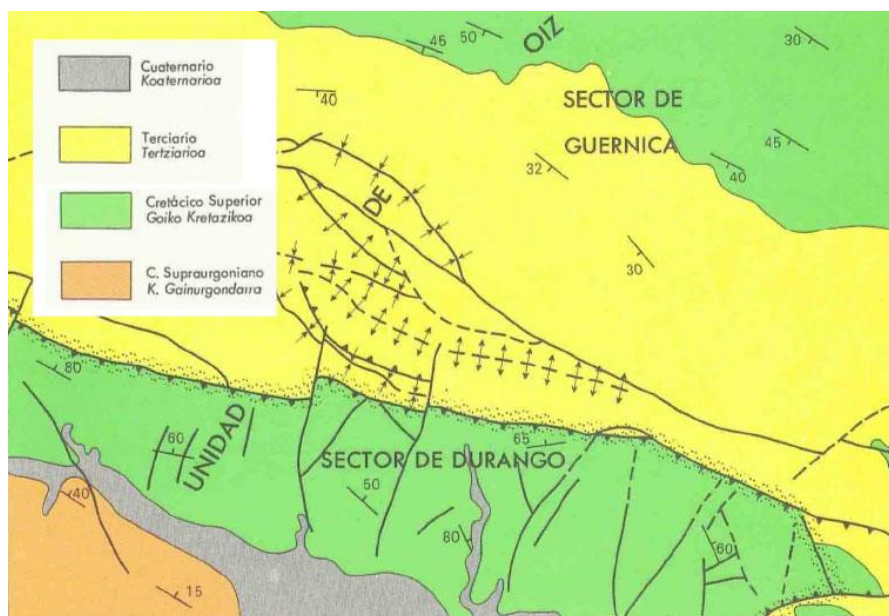 Cuaternario
Koaternarioa
Terciario
Tertziarioa
Cretácico Superior
Goiko Kretazikoa
C. Supraurgoniano
K. Gainurgondarra
45
50
OIZ
30
40
SECTOR DE
GUERNICA
45
DE
32
40
30
80
60
UNIDAD
65
SECTOR DE DURANGO
50
40
80
60
15